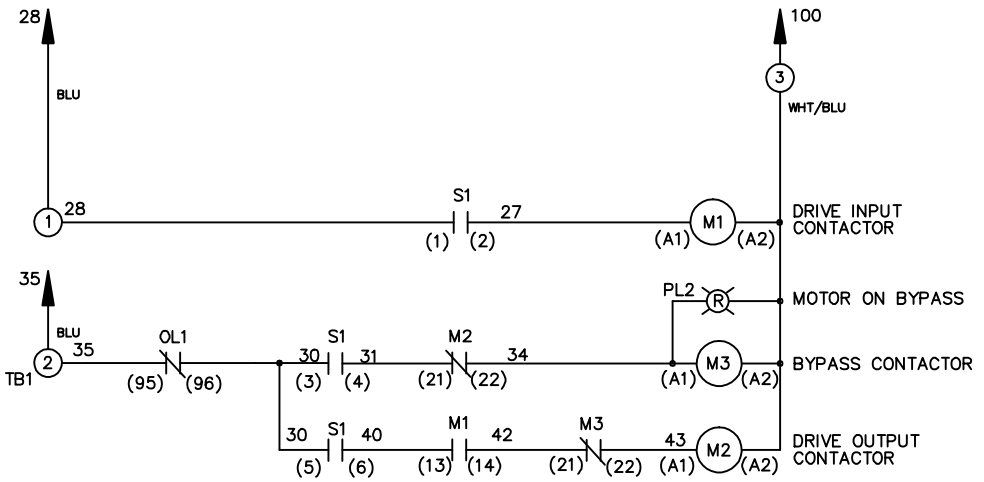 28
100
3
BLU
WHT/BLU
S1
1
28
27
M1
DRIVE INPUT
CONTACTOR
(1)
(2)
(A1)
(A2)
35
PL2
R
MOTOR ON BYPASS
BLU
OL1
S1
M2
2
35
30
31
34
M3
BYPASS CONTACTOR
TB1
(95)
(96)
(3)
(4)
(21)
(22)
(A1)
(A2)
S1
M1
M3
30
40
42
43
M2
DRIVE OUTPUT
CONTACTOR
(5)
(6)
(13)
(14)
(21)
(22)
(A1)
(A2)